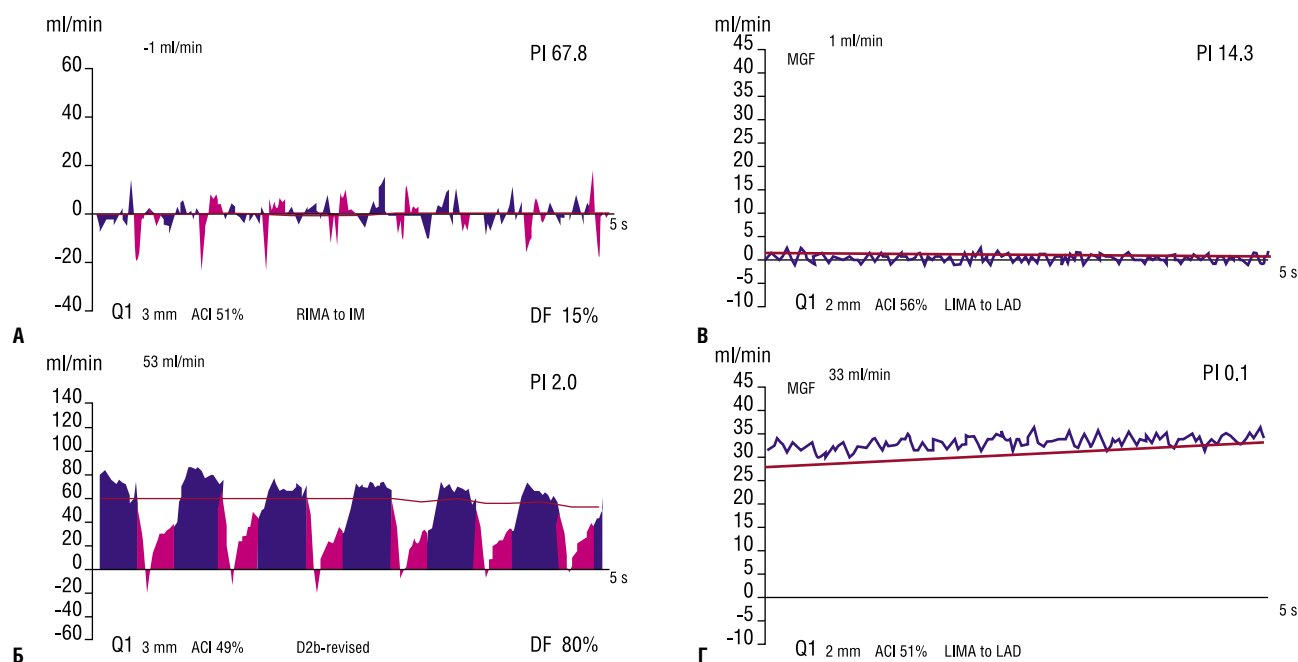 ml/min
-1 ml/min
PI 67.8
60
40
20
0
-20
-40
5 s
Q1 3 mm ACI 51% RIMA to IM DF 15%
А
ml/min
1 ml/min
MGF
PI 14.3
45
40
35
30
25
20
15
10
5
0
-5
-10
5 s
Q1 2 mm ACI 56% LIMA to LAD
В
ml/min
53 ml/min
PI 2.0
140
120
100
80
60
40
20
0
-20
-40
-60
5 s
Q1 3 mm ACI 49% D2b-revised DF 80%
Б
ml/min
33 ml/min
MGF
PI 0.1
45
40
35
30
25
20
15
10
5
0
-5
-10
5 s
Q1 2 mm ACI 51% LIMA to LAD
Г